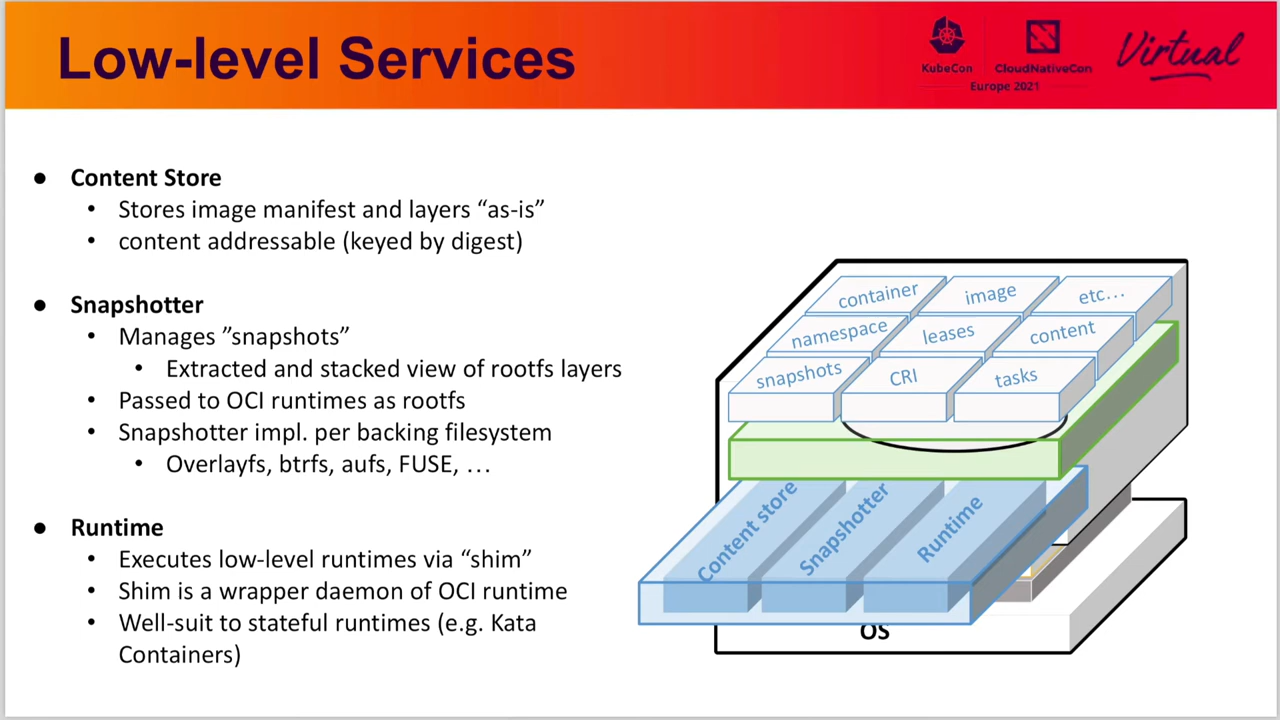 Low-level Services
KubeCon
CloudNativeCon
Europe 2021
Virtual
● Content Store
• Stores image manifest and layers “as-is”
• content addressable (keyed by digest)
● Snapshotter
• Manages ”snapshots”
• Extracted and stacked view of rootfs layers
• Passed to OCI runtimes as rootfs
• Snapshotter impl. per backing filesystem
• Overlayfs, btrfs, aufs, FUSE, …
● Runtime
• Executes low-level runtimes via “shim”
• Shim is a wrapper daemon of OCI runtime
• Well-suit to stateful runtimes (e.g. Kata
Containers)
container image etc…
namespace leases content
snapshots CRI tasks
Content store
Snapshotter
Runtime
OS